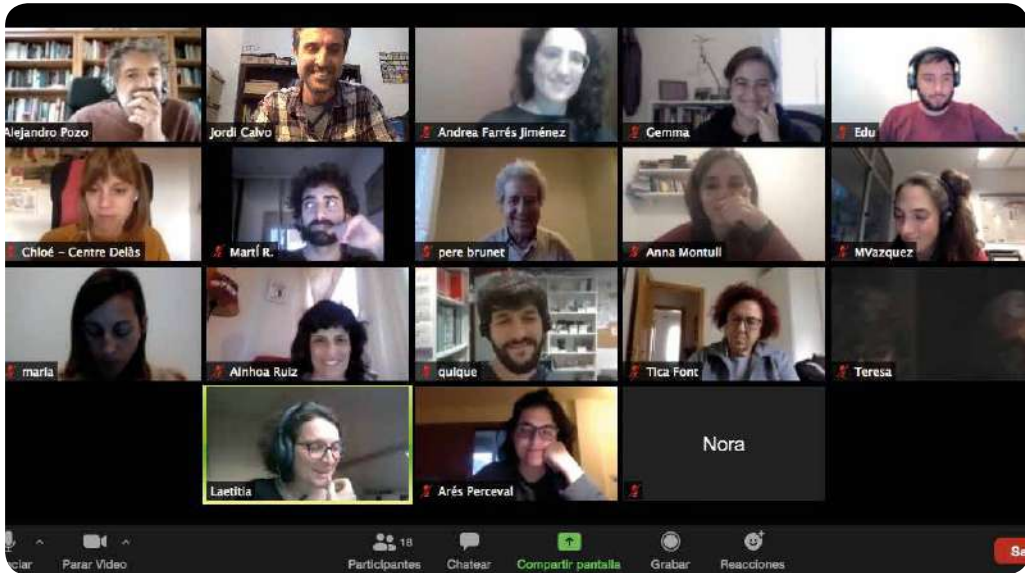 Alejandro Pozo
Jordi Calvo
Andrea Farrés Jiménez
Gemma
Edu
Chloé – Centre Delàs
Martí R.
pere brunet
Anna Montull
MVazquez
maria
Ainhoa Ruiz
quique
Tica Font
Teresa
Laetitia
Arés Perceval
Nora
18
Parar Video
Participantes
Chatear
Compartir pantalla
Grabar
Reacciones